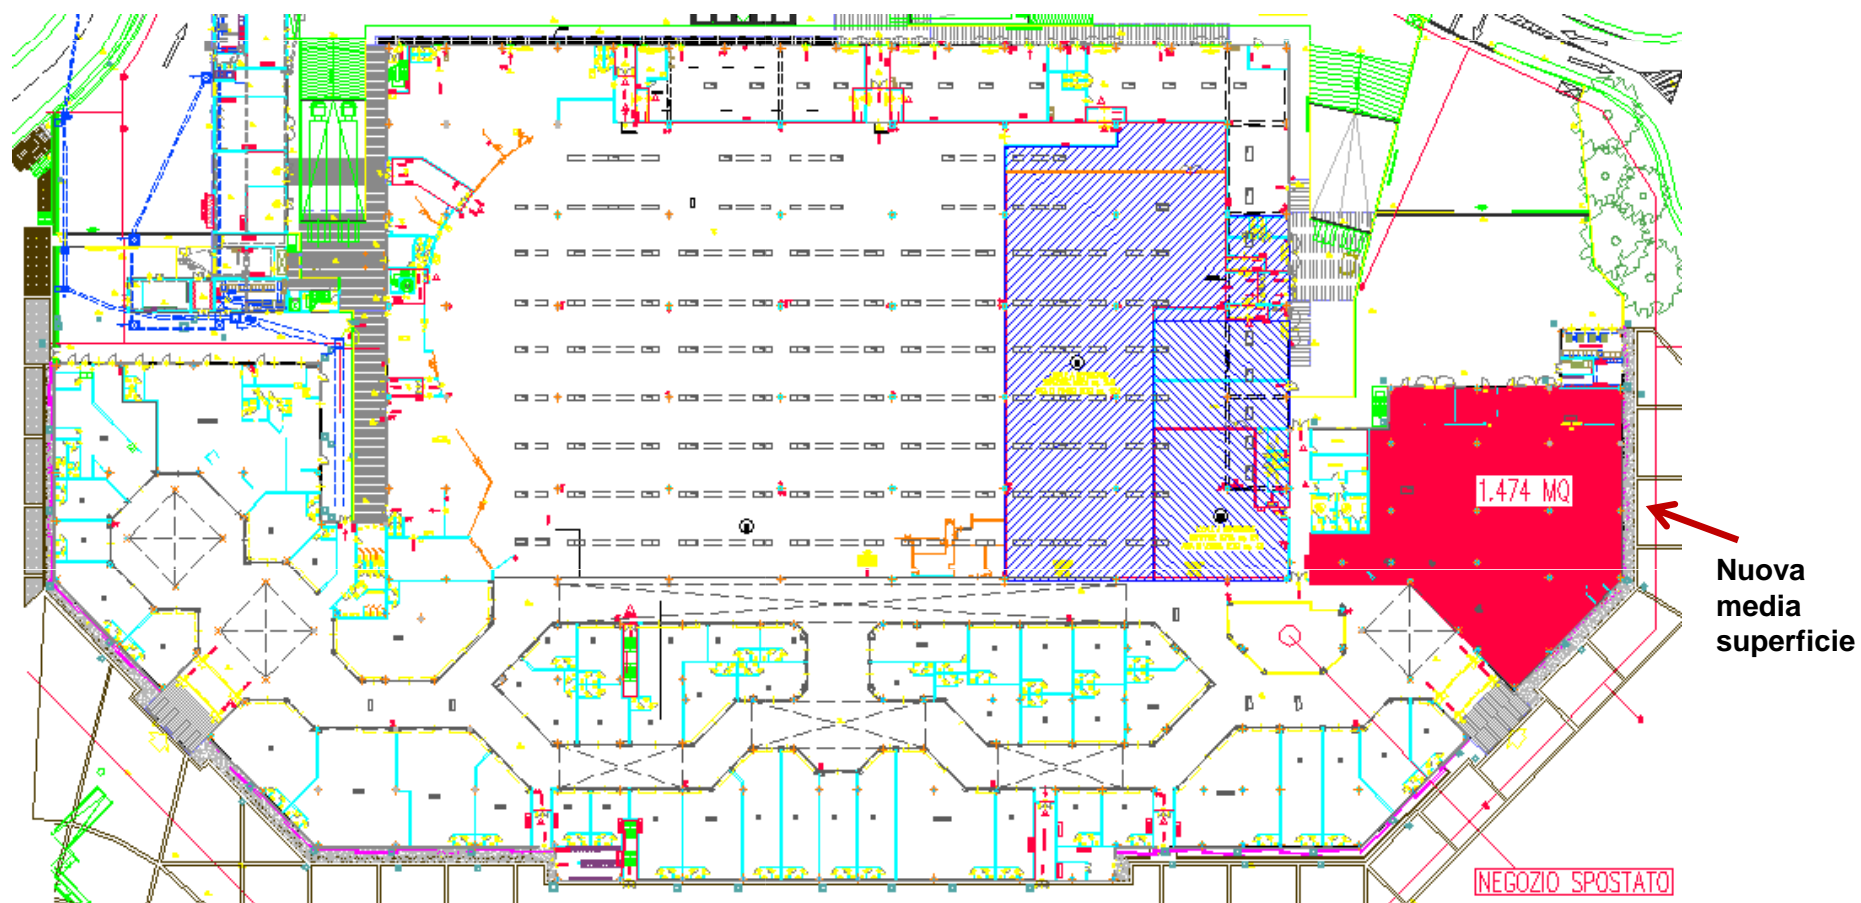 1.474 MQ
Nuova
media
superficie
NEGOZIO SPOSTATO